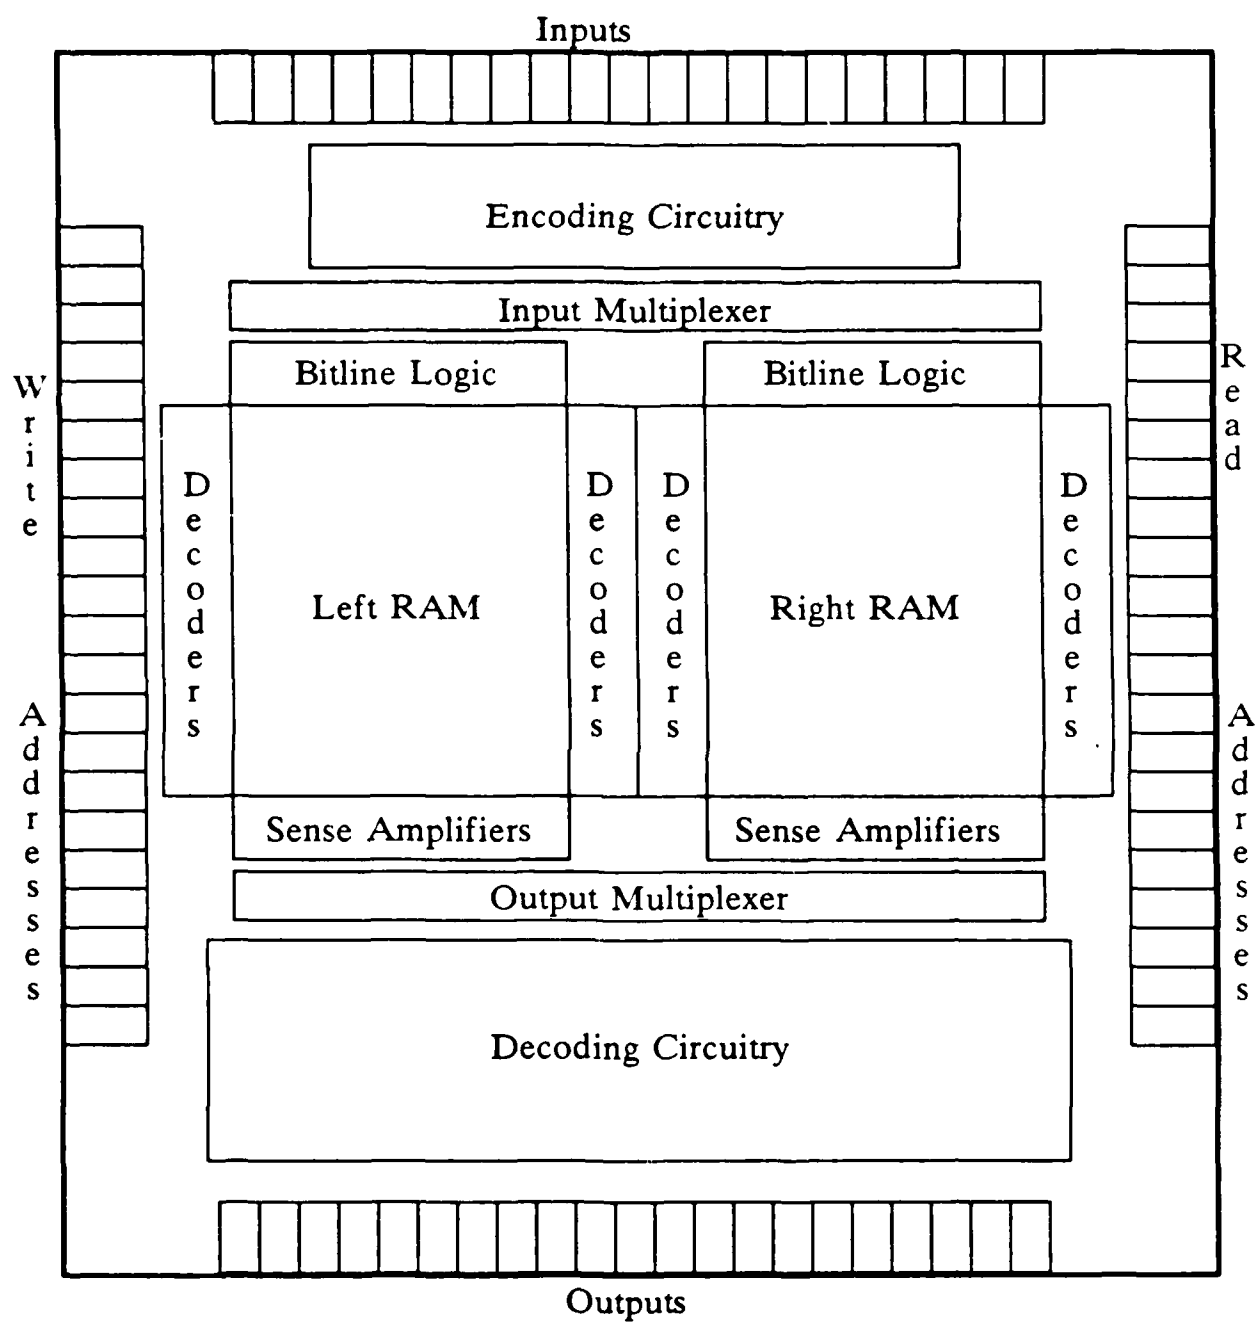 Inputs
Encoding Circuitry
Input Multiplexer
Bitline Logic
Bitline Logic
Write Addresses
Read Addresses
Decoders
Left RAM
Decoders
Decoders
Right RAM
Decoders
Sense Amplifiers
Sense Amplifiers
Output Multiplexer
Decoding Circuitry
Outputs